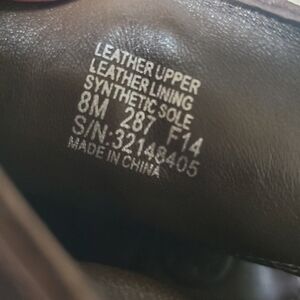 LEATHER UPPER
LEATHER LINING
SYNTHETIC SOLE
8M 287 F14
S/N:32148405
MADE IN CHINA